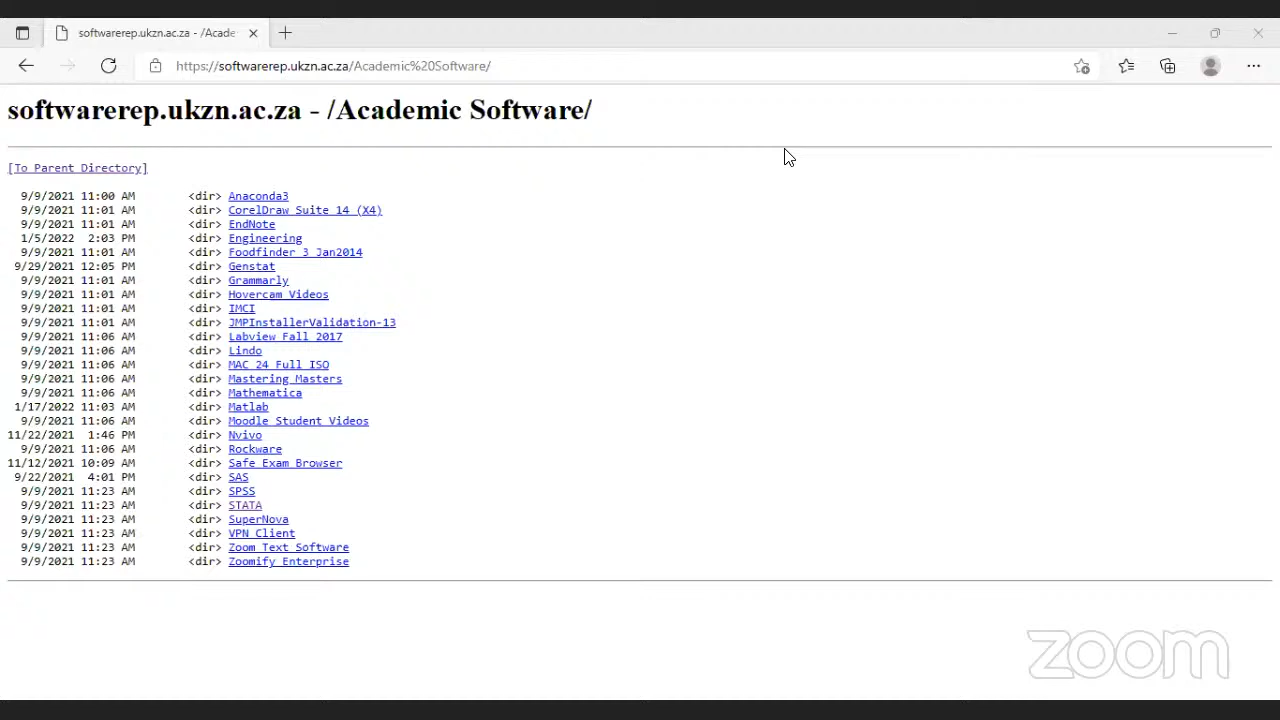 softwarerep.ukzn.ac.za - /Acade
https://softwarerep.ukzn.ac.za/Academic%20Software/
softwarerep.ukzn.ac.za - /Academic Software/
[To Parent Directory]
9/9/2021 11:00 AM <dir> Anaconda3
9/9/2021 11:01 AM <dir> CorelDraw Suite 14 (X4)
9/9/2021 11:01 AM <dir> EndNote
1/5/2022 2:03 PM <dir> Engineering
9/9/2021 11:01 AM <dir> Foodfinder 3 Jan2014
9/29/2021 12:05 PM <dir> Genstat
9/9/2021 11:01 AM <dir> Grammarly
9/9/2021 11:01 AM <dir> Hovercam Videos
9/9/2021 11:01 AM <dir> IMCI
9/9/2021 11:01 AM <dir> JMPInstallerValidation-13
9/9/2021 11:06 AM <dir> Labview Fall 2017
9/9/2021 11:06 AM <dir> Lindo
9/9/2021 11:06 AM <dir> MAC 24 Full ISO
9/9/2021 11:06 AM <dir> Mastering Masters
9/9/2021 11:06 AM <dir> Mathematica
1/17/2022 11:03 AM <dir> Matlab
9/9/2021 11:06 AM <dir> Moodle Student Videos
11/22/2021 1:46 PM <dir> Nvivo
9/9/2021 11:06 AM <dir> Rockware
11/12/2021 10:09 AM <dir> Safe Exam Browser
9/22/2021 4:01 PM <dir> SAS
9/9/2021 11:23 AM <dir> SPSS
9/9/2021 11:23 AM <dir> STATA
9/9/2021 11:23 AM <dir> SuperNova
9/9/2021 11:23 AM <dir> VPN Client
9/9/2021 11:23 AM <dir> Zoom Text Software
9/9/2021 11:23 AM <dir> Zoomify Enterprise
zoom